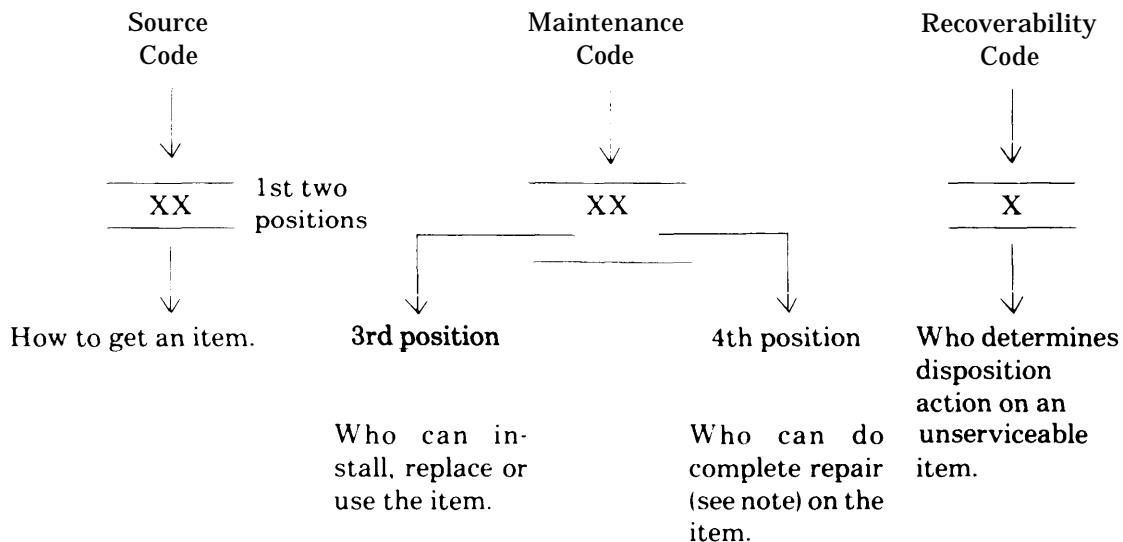 Source
Code
Maintenance
Code
Recoverability
Code
XX
1st two
positions
XX
X
How to get an item.
3rd position
Who can in-
stall, replace or
use the item.
4th position
Who can do
complete repair
(see note) on the
item.
Who determines
disposition
action on an
unserviceable
item.